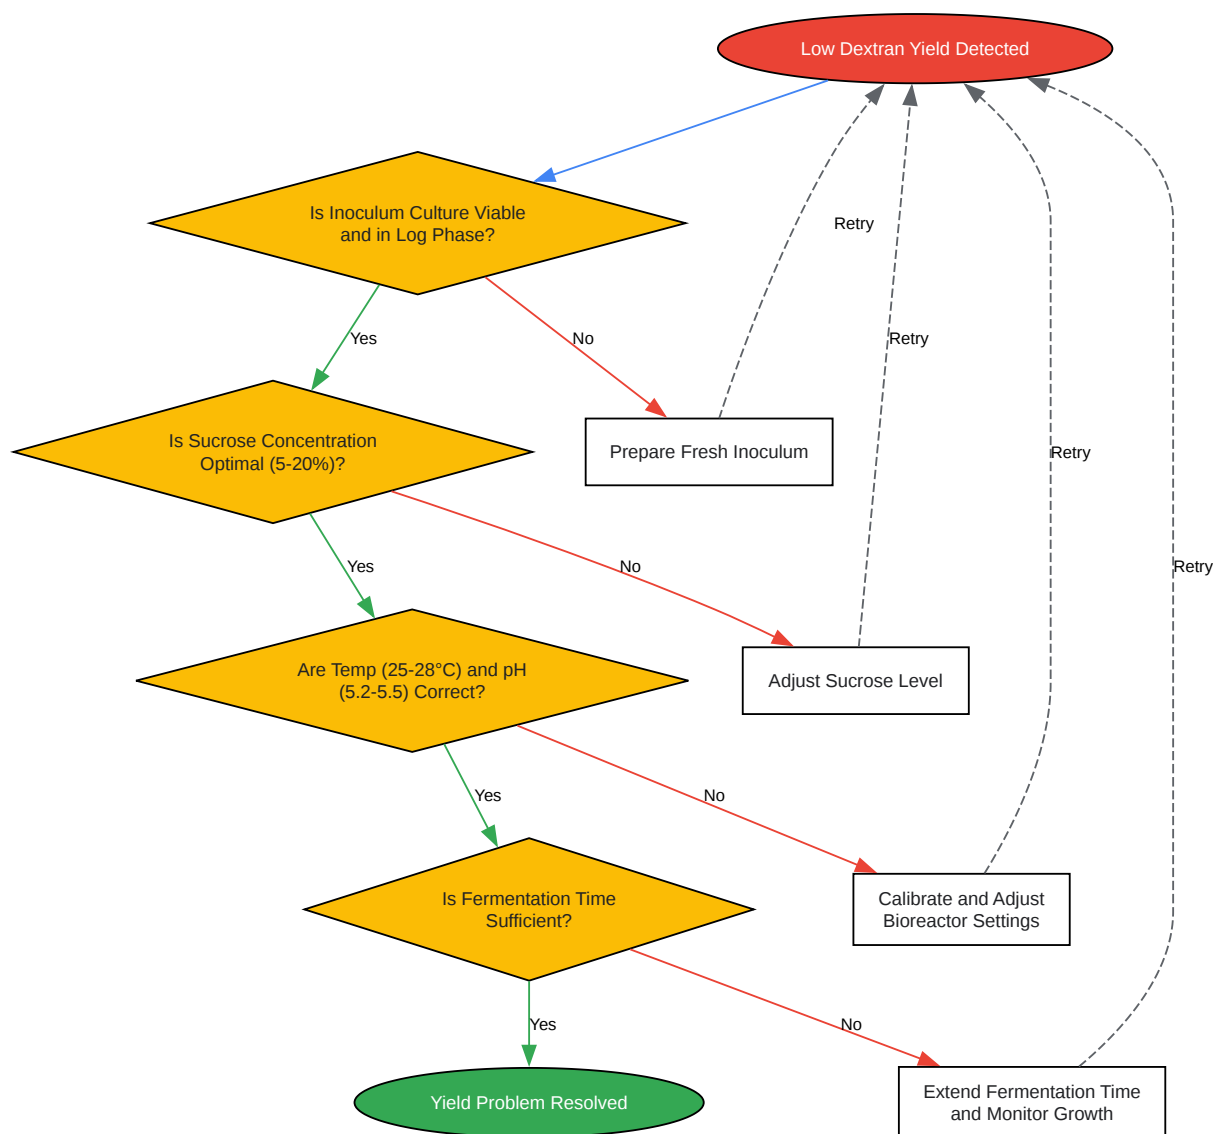 Low Dextran Yield Detected
Is Inoculum Culture Viable
and in Log Phase?
Retry
Yes
No
Retry
Is Sucrose Concentration
Optimal (5-20%)?
Prepare Fresh Inoculum
Retry
Yes
No
Retry
Are Temp (25-28°C) and pH
(5.2-5.5) Correct?
Adjust Sucrose Level
Yes
No
Is Fermentation Time
Sufficient?
Calibrate and Adjust
Bioreactor Settings
Yes
No
Yield Problem Resolved
Extend Fermentation Time
and Monitor Growth